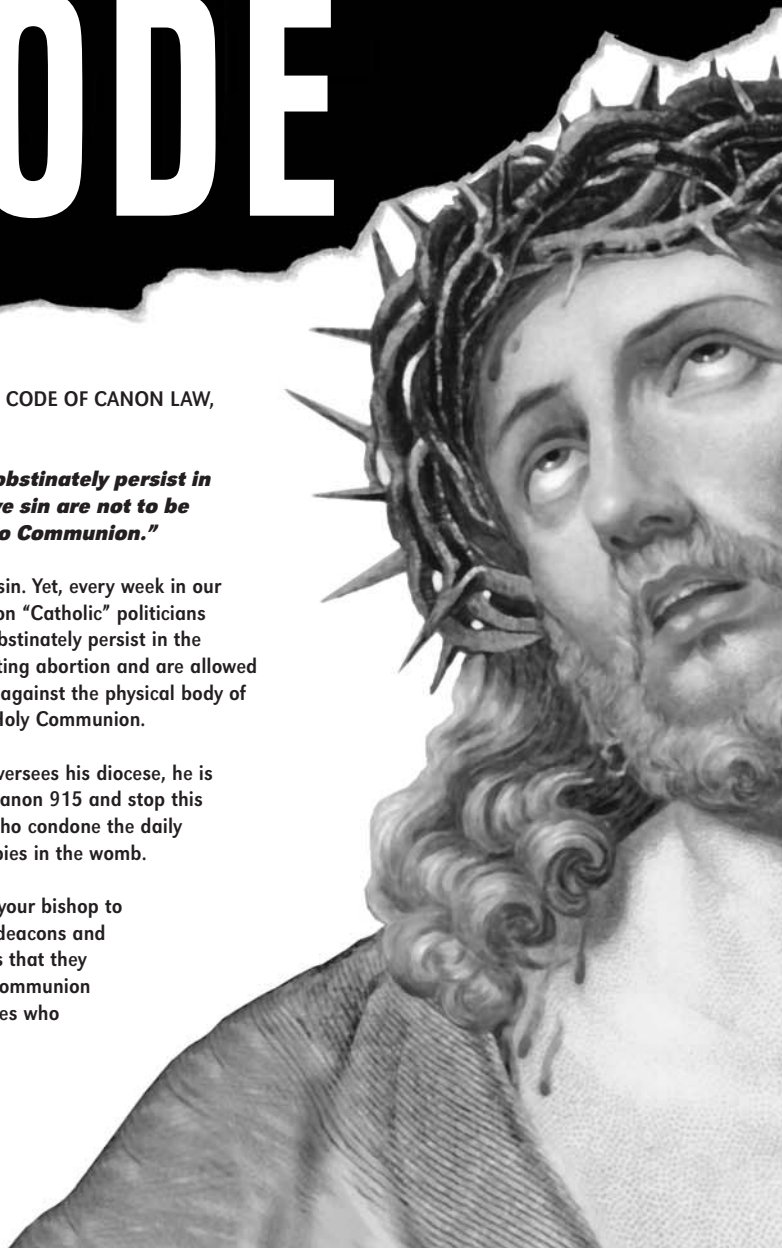 ODE
CODE OF CANON LAW,
obstinately persist in
ve sin are not to be
o Communion.”
sin. Yet, every week in our
on “Catholic” politicians
bstinately persist in the
ting abortion and are allowed
against the physical body of
Holy Communion.
versees his diocese, he is
anon 915 and stop this
ho condone the daily
bies in the womb.
your bishop to
deacons and
s that they
ommunion
es who